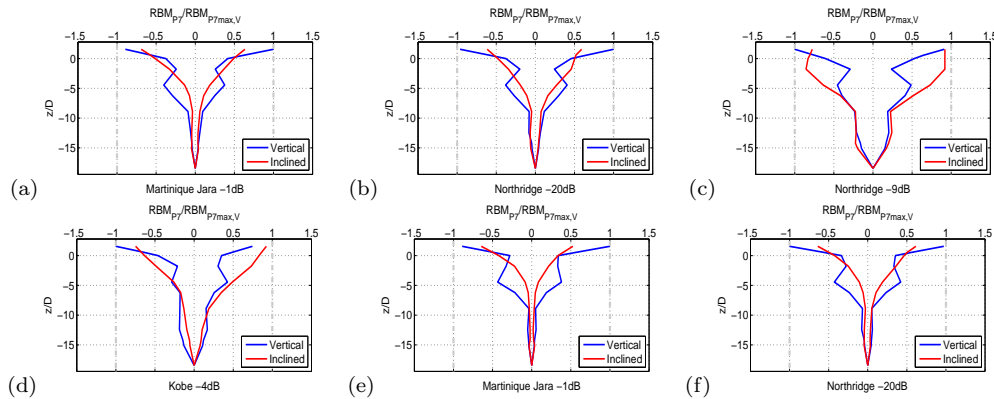 RBM_P7/RBM_P7max,V
−1.5 −1 −0.5 0 0.5 1 1.5
0
−5
−10
−15
z/D
Vertical
Inclined
(a) Martinique Jara −1dB
RBM_P7/RBM_P7max,V
−1.5 −1 −0.5 0 0.5 1 1.5
0
−5
−10
−15
z/D
Vertical
Inclined
(b) Northridge −20dB
RBM_P7/RBM_P7max,V
−1.5 −1 −0.5 0 0.5 1 1.5
0
−5
−10
−15
z/D
Vertical
Inclined
(c) Northridge −9dB
RBM_P7/RBM_P7max,V
−1.5 −1 −0.5 0 0.5 1 1.5
0
−5
−10
−15
z/D
Vertical
Inclined
(d) Kobe −4dB
RBM_P7/RBM_P7max,V
−1.5 −1 −0.5 0 0.5 1 1.5
0
−5
−10
−15
z/D
Vertical
Inclined
(e) Martinique Jara −1dB
RBM_P7/RBM_P7max,V
−1.5 −1 −0.5 0 0.5 1 1.5
0
−5
−10
−15
z/D
Vertical
Inclined
(f) Northridge −20dB